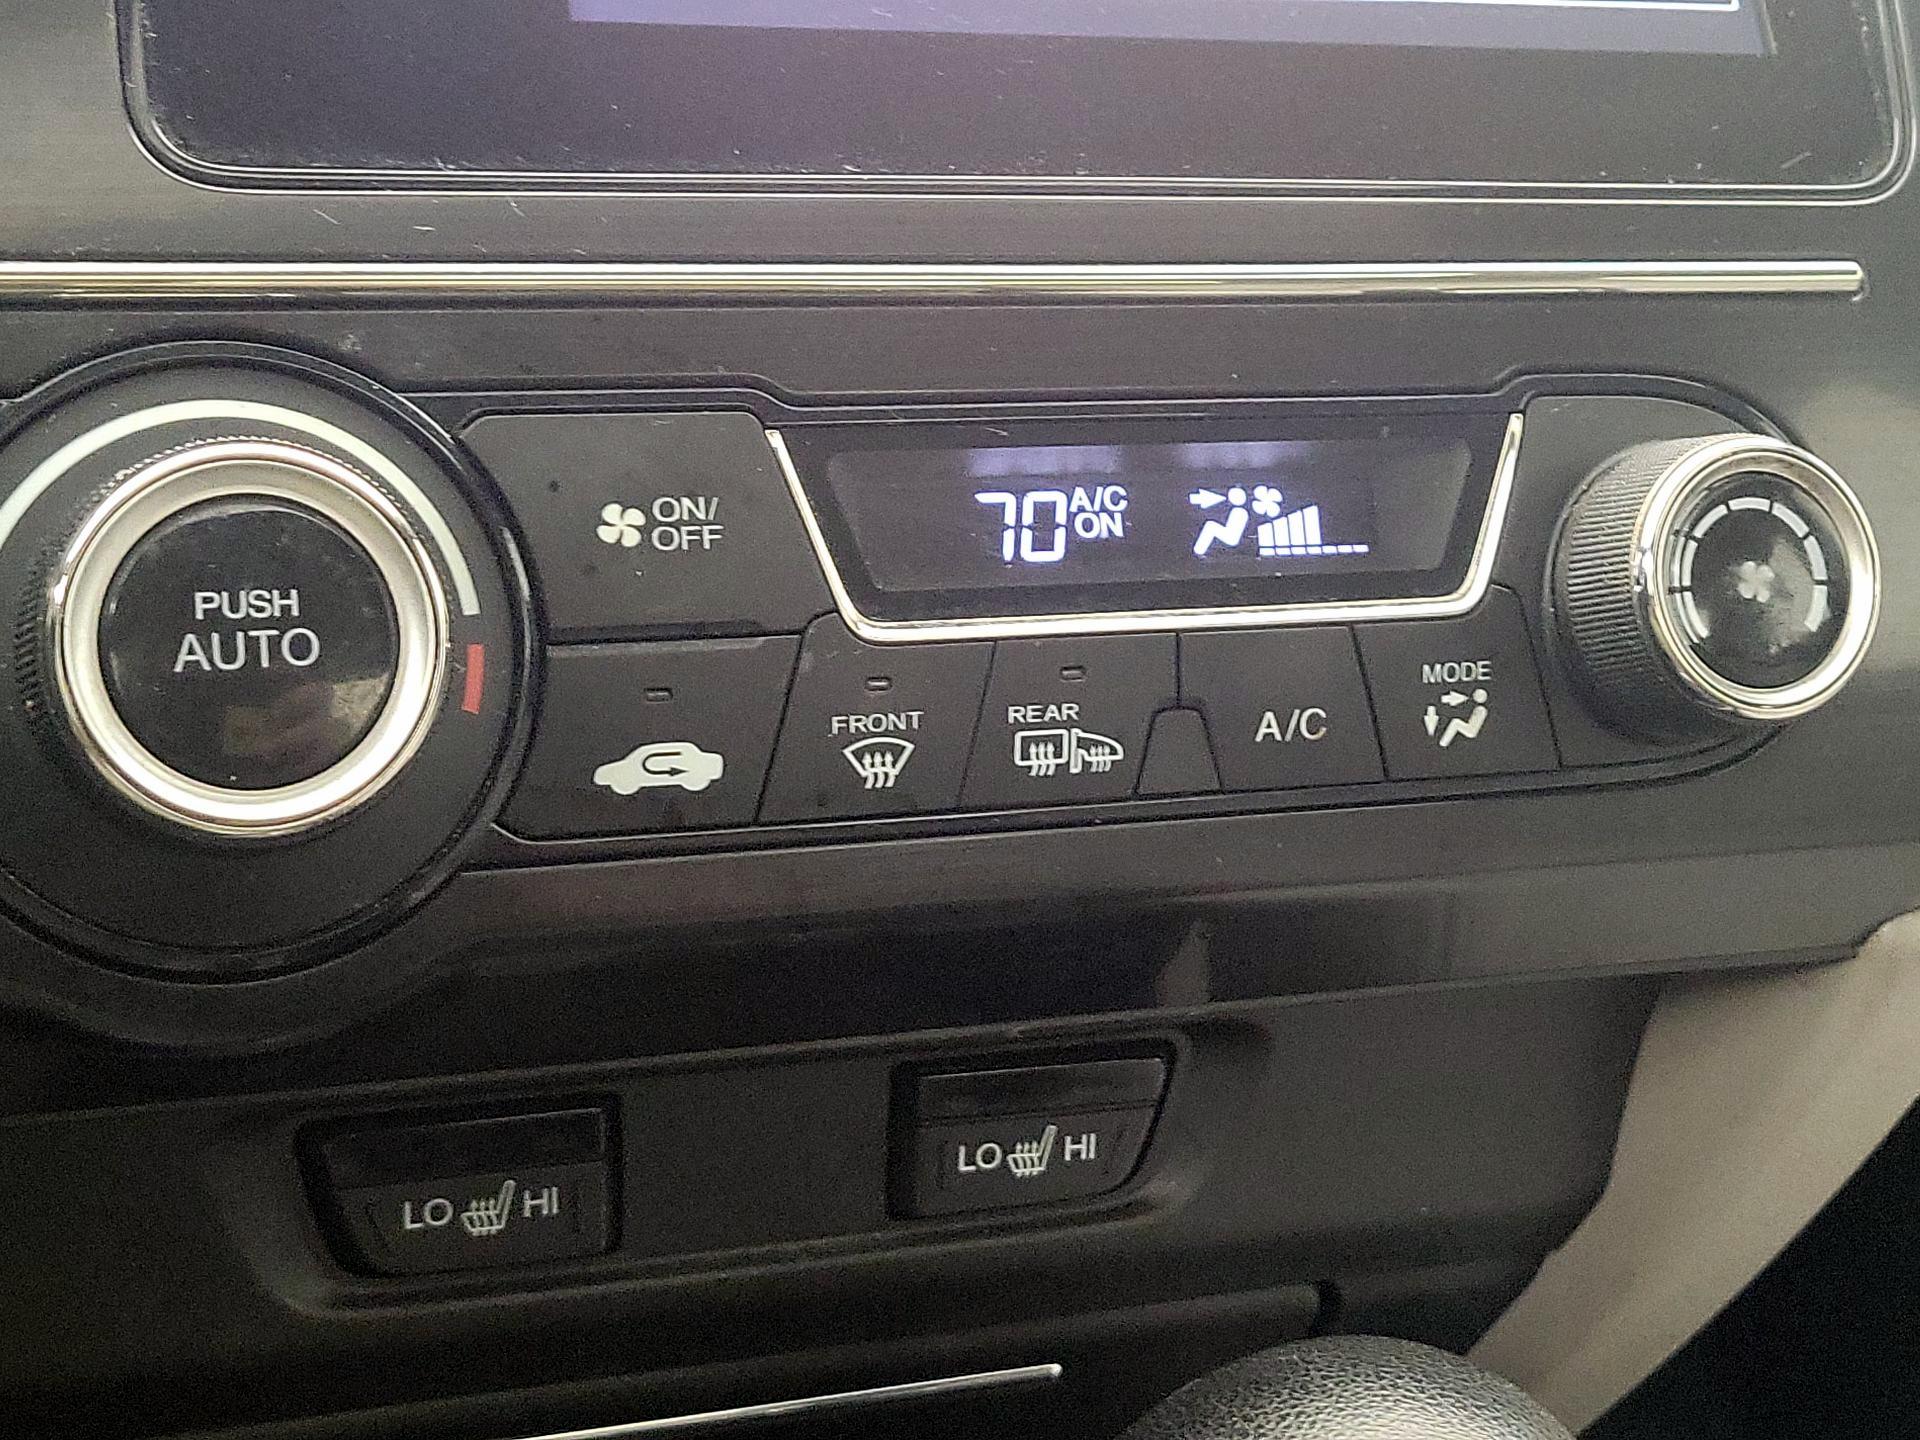 ON/
OFF
70 A/C
ON
PUSH
AUTO
FRONT
REAR
A/C
MODE
LO HI
LO HI